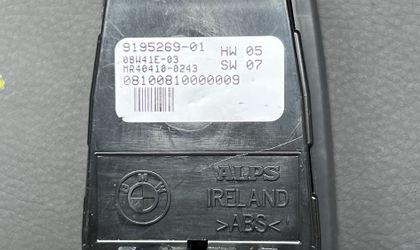 9195269-01 HW 05
08W41E-03
MR40410-0243 SW 07
08100810000009
BMW
ALPS
IRELAND
>ABS<